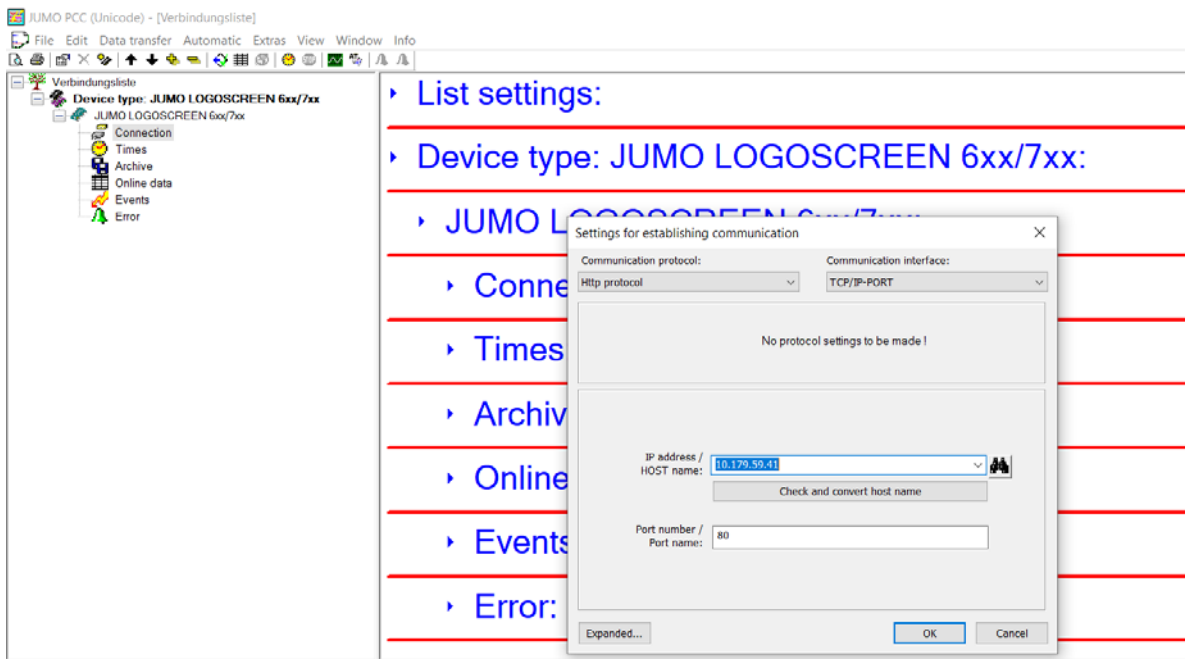 JUMO PCC (Unicode) - [Verbindungsliste]
File Edit Data transfer Automatic Extras View Window Info
Verbindungsliste
Device type: JUMO LOGOSCREEN 6xx/7xx
JUMO LOGOSCREEN 6xx/7xx
Connection
Times
Archive
Online data
Events
Error
List settings:
Device type: JUMO LOGOSCREEN 6xx/7xx:
JUMO LOGOSCREEN 6xx/7xx:
Conne
Times
Archiv
Online
Events
Error:
Settings for establishing communication
Communication protocol: Communication interface:
Http protocol TCP/IP-PORT
No protocol settings to be made !
IP address /
HOST name: 10.179.59.41
Check and convert host name
Port number /
Port name: 80
Expanded... OK Cancel